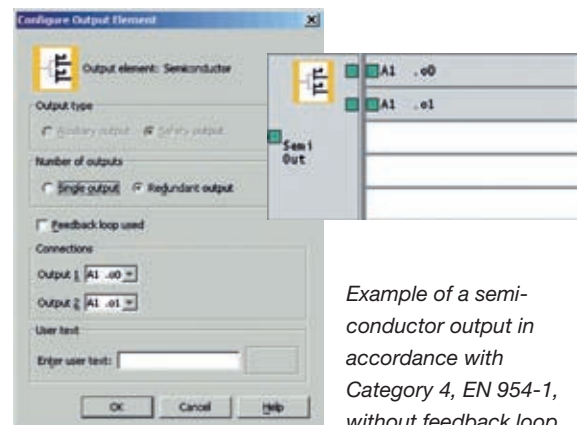 Configure Output Element
Output element: Semiconductor
Output type
Auxiliary output Safety output
Number of outputs
Single output Redundant output
Feedback loop used
Connections
Output 1 A1 .o0
Output 2 A1 .o1
User text
Enter user text:
OK Cancel Help
A1 .o0
A1 .o1
Semi
Out
Example of a semi-
conductor output in
accordance with
Category 4, EN 954-1,
without feedback loop